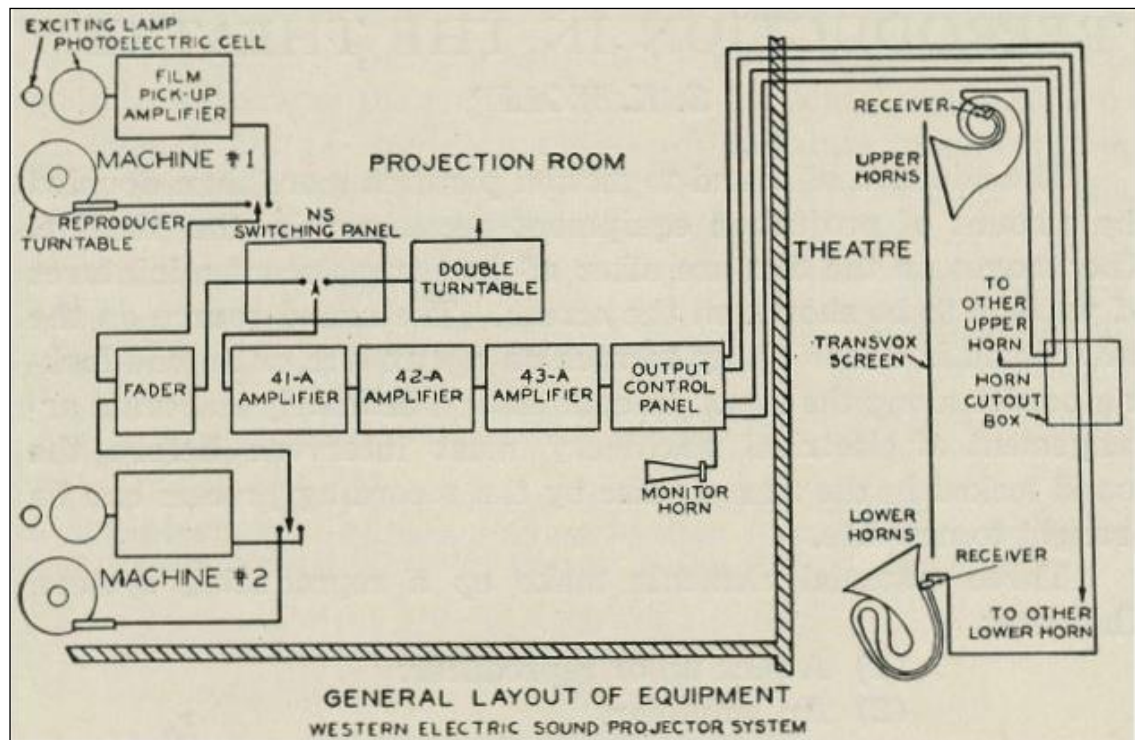 EXCITING LAMP
PHOTOELECTRIC CELL
FILM
PICK-UP
AMPLIFIER
MACHINE #1
REPRODUCER
TURNTABLE
PROJECTION ROOM
NS
SWITCHING PANEL
DOUBLE
TURNTABLE
FADER
41-A
AMPLIFIER
42-A
AMPLIFIER
43-A
AMPLIFIER
OUTPUT
CONTROL
PANEL
MONITOR
HORN
MACHINE #2
THEATRE
RECEIVER
UPPER
HORNS
TO
OTHER
UPPER
HORN
TRANSVOX
SCREEN
HORN
CUTOUT
BOX
LOWER
HORNS
RECEIVER
TO OTHER
LOWER HORN
GENERAL LAYOUT OF EQUIPMENT
WESTERN ELECTRIC SOUND PROJECTOR SYSTEM